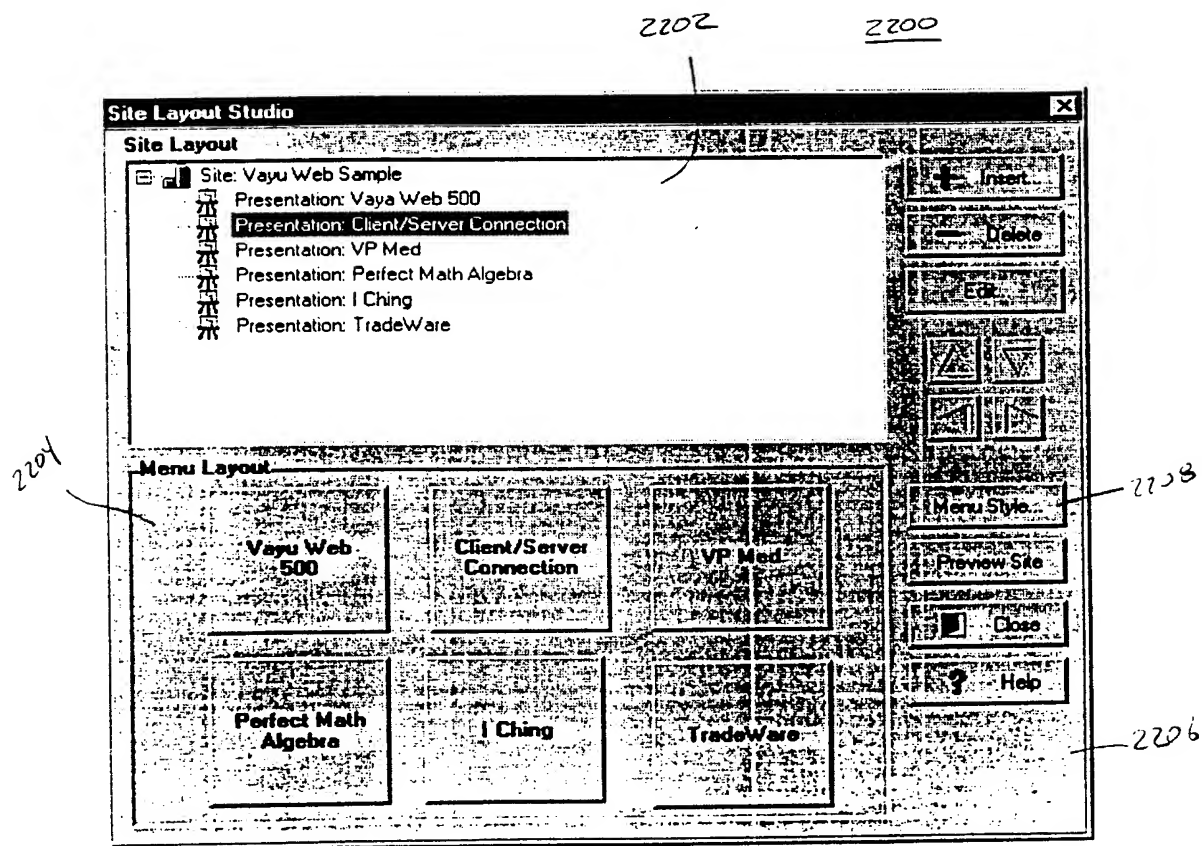 2202
2200
Site Layout Studio
Site Layout
Site: Vayu Web Sample
Presentation: Vaya Web 500
Presentation: Client/Server Connection
Presentation: VP Med
Presentation: Perfect Math Algebra
Presentation: I Ching
Presentation: TradeWare
Insert...
Delete
Edit...
2204
Menu Layout
Vayu Web
500
Client/Server
Connection
VP Med
Menu Style...
2208
Preview Site
Close
Perfect Math
Algebra
I Ching
TradeWare
? Help
2206